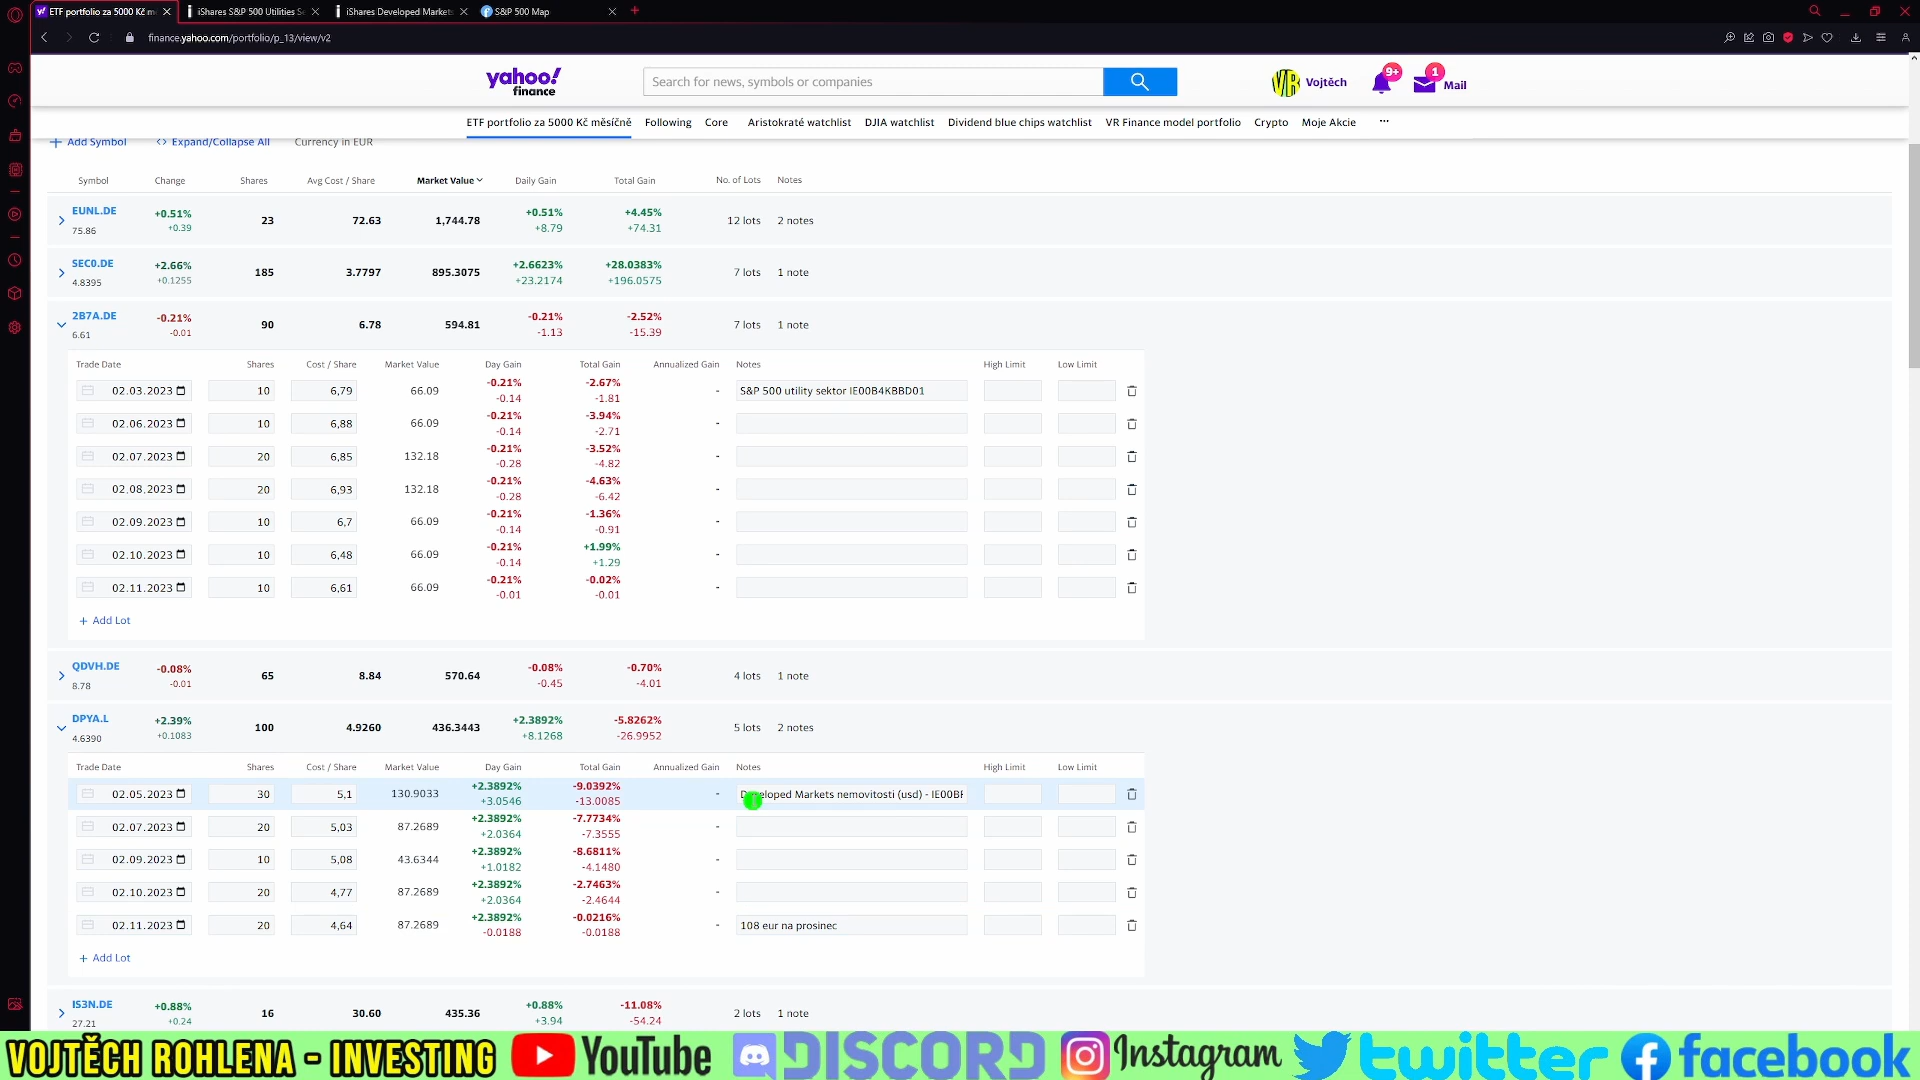 ETF portfolio za 5000 Kč m
iShares S&P 500 Utilities Se
iShares Developed Markets
S&P 500 Map
finance.yahoo.com/portfolio/p_13/view/v2
yahoo!
finance
Search for news, symbols or companies
VR
Vojtěch
9+
1
Mail
ETF portfolio za 5000 Kč měsíčně Following Core Aristokraté watchlist DJIA watchlist Dividend blue chips watchlist VR Finance model portfolio Crypto Moje Akcie ...
+ Add Symbol <> Expand/Collapse All Currency in EUR
Symbol Change Shares Avg Cost / Share Market Value Daily Gain Total Gain No. of Lots Notes
EUNL.DE +0.51% 23 72.63 1,744.78 +0.51% +4.45% 12 lots 2 notes
75.86 +0.39 +8.79 +74.31
SEC0.DE +2.66% 185 3.7797 895.3075 +2.6623% +28.0383% 7 lots 1 note
4.8395 +0.1255 +23.2174 +196.0575
2B7A.DE -0.21% 90 6.78 594.81 -0.21% -2.52% 7 lots 1 note
6.61 -0.01 -1.13 -15.39
Trade Date Shares Cost / Share Market Value Day Gain Total Gain Annualized Gain Notes High Limit Low Limit
02.03.2023 10 6,79 66.09 -0.21% -2.67% - S&P 500 utility sektor IE00B4KBBD01
-0.14 -1.81
02.06.2023 10 6,88 66.09 -0.21% -3.94% -
-0.14 -2.71
02.07.2023 20 6,85 132.18 -0.21% -3.52% -
-0.28 -4.82
02.08.2023 20 6,93 132.18 -0.21% -4.63% -
-0.28 -6.42
02.09.2023 10 6,7 66.09 -0.21% -1.36% -
-0.14 -0.91
02.10.2023 10 6,48 66.09 -0.21% +1.99% -
-0.14 +1.29
02.11.2023 10 6,61 66.09 -0.21% -0.02% -
-0.01 -0.01
+ Add Lot
QDVH.DE -0.08% 65 8.84 570.64 -0.08% -0.70% 4 lots 1 note
8.78 -0.01 -0.45 -4.01
DPYA.L +2.39% 100 4.9260 436.3443 +2.3892% -5.8262% 5 lots 2 notes
4.6390 +0.1083 +8.1268 -26.9952
Trade Date Shares Cost / Share Market Value Day Gain Total Gain Annualized Gain Notes High Limit Low Limit
02.05.2023 30 5,1 130.9033 +2.3892% -9.0392% - Developed Markets nemovitosti (usd) - IE00BF
+3.0546 -13.0085
02.07.2023 20 5,03 87.2689 +2.3892% -7.7734% -
+2.0364 -7.3555
02.09.2023 10 5,08 43.6344 +2.3892% -8.6811% -
+1.0182 -4.1480
02.10.2023 20 4,77 87.2689 +2.3892% -2.7463% -
+2.0364 -2.4644
02.11.2023 20 4,64 87.2689 +2.3892% -0.0216% - 108 eur na prosinec
-0.0188 -0.0188
+ Add Lot
IS3N.DE +0.88% 16 30.60 435.36 +0.88% -11.08% 2 lots 1 note
27.21 +0.24 +3.94 -54.24
VOJTĚCH ROHLENA - INVESTING YouTube DISCORD Instagram twitter facebook